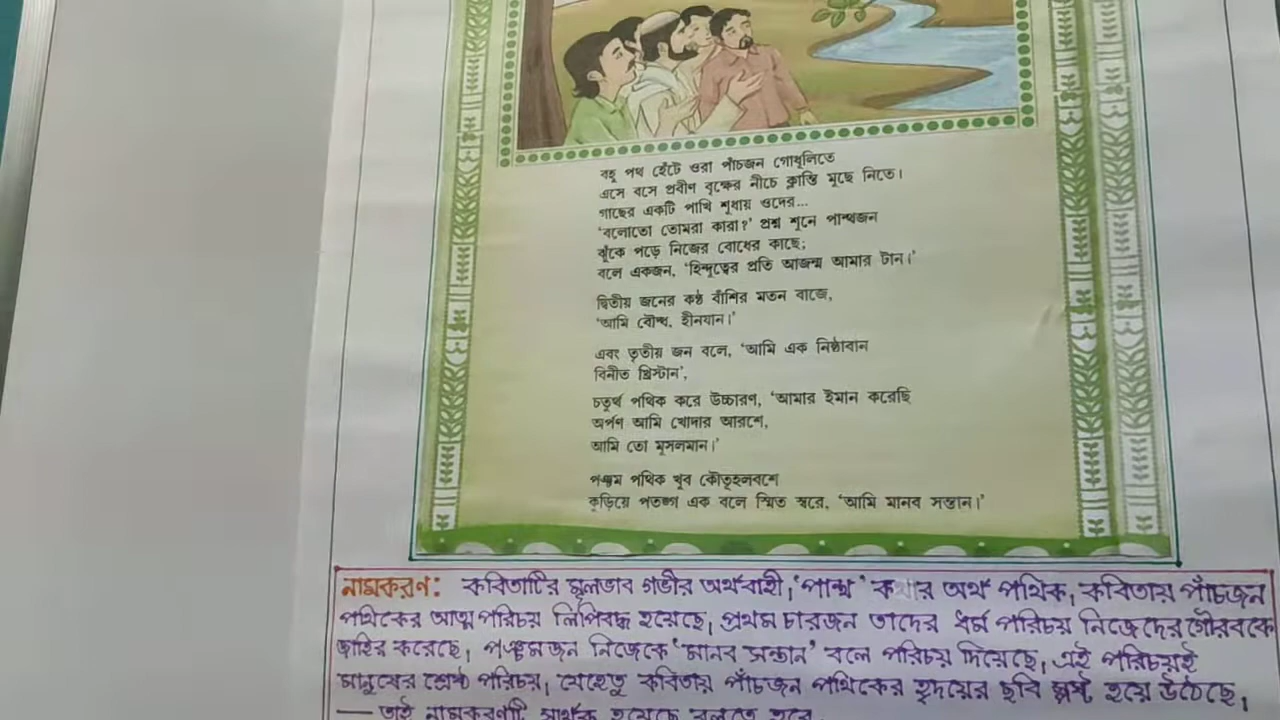 বহু পথ হেঁটে ওরা পাঁচজন গোধূলিতে
এসে বসে প্রবীণ বৃক্ষের নীচে ক্লান্তি মুছে নিতে।
গাছের একটি পাখি শুধায় ওদের...
‘বলোতো তোমরা কারা?’ প্রশ্ন শুনে পান্থজন
ঝুঁকে পড়ে নিজের বোধের কাছে;
বলে একজন, ‘হিন্দুত্বের প্রতি আজন্ম আমার টান।’
দ্বিতীয় জনের কণ্ঠ বাঁশির মতন বাজে,
‘আমি বৌদ্ধ, হীনযান।’
এবং তৃতীয় জন বলে, ‘আমি এক নিষ্ঠাবান
বিনীত খ্রিস্টান’,
চতুর্থ পথিক করে উচ্চারণ, ‘আমার ইমান করেছি
অর্পণ আমি খোদার আরশে,
আমি তো মুসলমান।’
পঞ্চম পথিক খুব কৌতূহলবশে
কুড়িয়ে পতঙ্গ এক বলে স্মিত স্বরে, ‘আমি মানব সন্তান।’
নামকরণ: কবিতাটির মূলভাব গভীর অর্থবাহী, ‘পান্থ’ কথার অর্থ পথিক, কবিতায় পাঁচজন
পথিকের আত্মপরিচয় লিপিবদ্ধ হয়েছে, প্রথম চারজন তাদের ধর্ম পরিচয় নিজেদের গৌরবকে
জাহির করেছে, পঞ্চমজন নিজেকে ‘মানব সন্তান’ বলে পরিচয় দিয়েছে, এই পরিচয়ই
মানুষের শ্রেষ্ঠ পরিচয়, যেহেতু কবিতায় পাঁচজন পথিকের হৃদয়ের ছবি স্পষ্ট হয়ে উঠেছে,
— তাই নামকরণটি সার্থক হয়েছে বলতে হবে.